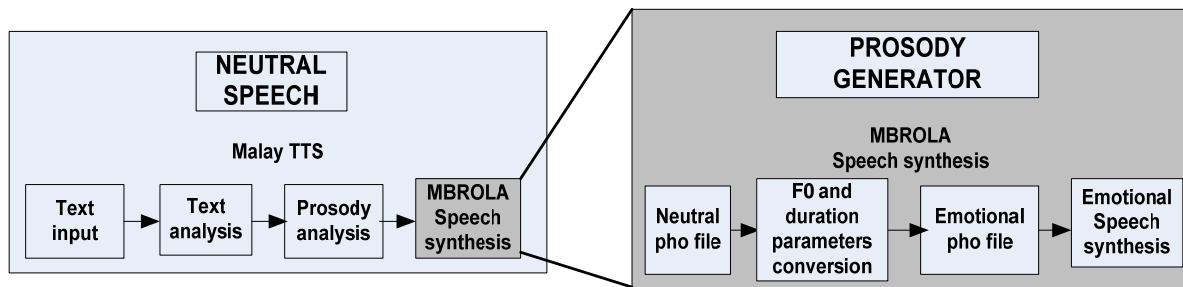 NEUTRAL
SPEECH
Malay TTS
Text
input
Text
analysis
Prosody
analysis
MBROLA
Speech
synthesis
PROSODY
GENERATOR
MBROLA
Speech synthesis
Neutral
pho file
F0 and
duration
parameters
conversion
Emotional
pho file
Emotional
Speech
synthesis